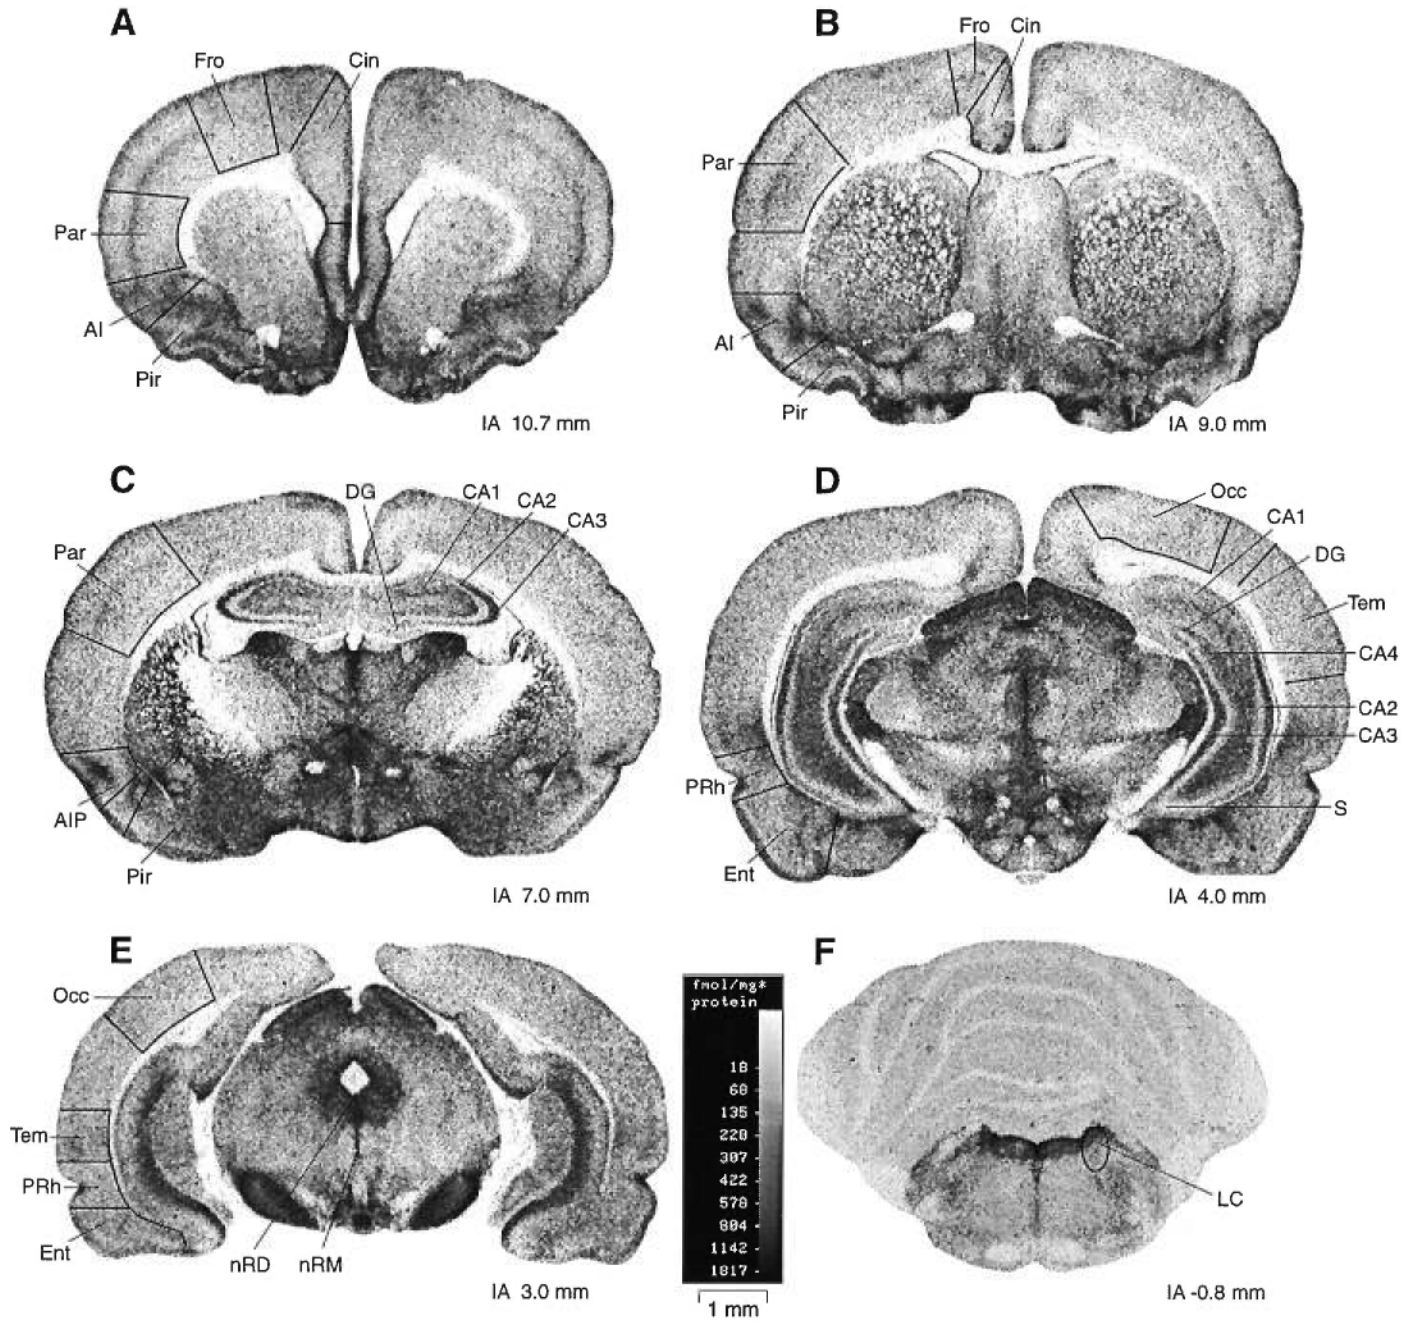 A
Fro
Cin
Par
AI
Pir
IA 10.7 mm
B
Fro
Cin
Par
AI
Pir
IA 9.0 mm
C
DG
CA1
CA2
CA3
Par
AIP
Pir
IA 7.0 mm
D
Occ
CA1
DG
Tem
CA4
CA2
CA3
PRh
S
Ent
IA 4.0 mm
E
Occ
Tem
PRh
Ent
nRD
nRM
IA 3.0 mm
fmol/mg*
protein
18
60
135
220
307
422
578
804
1142
1817
1 mm
F
LC
IA -0.8 mm